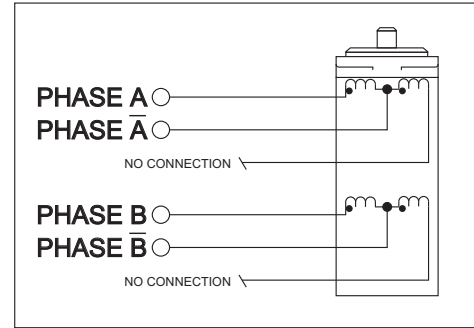 PHASE A
PHASE A̅
NO CONNECTION
PHASE B
PHASE B̅
NO CONNECTION